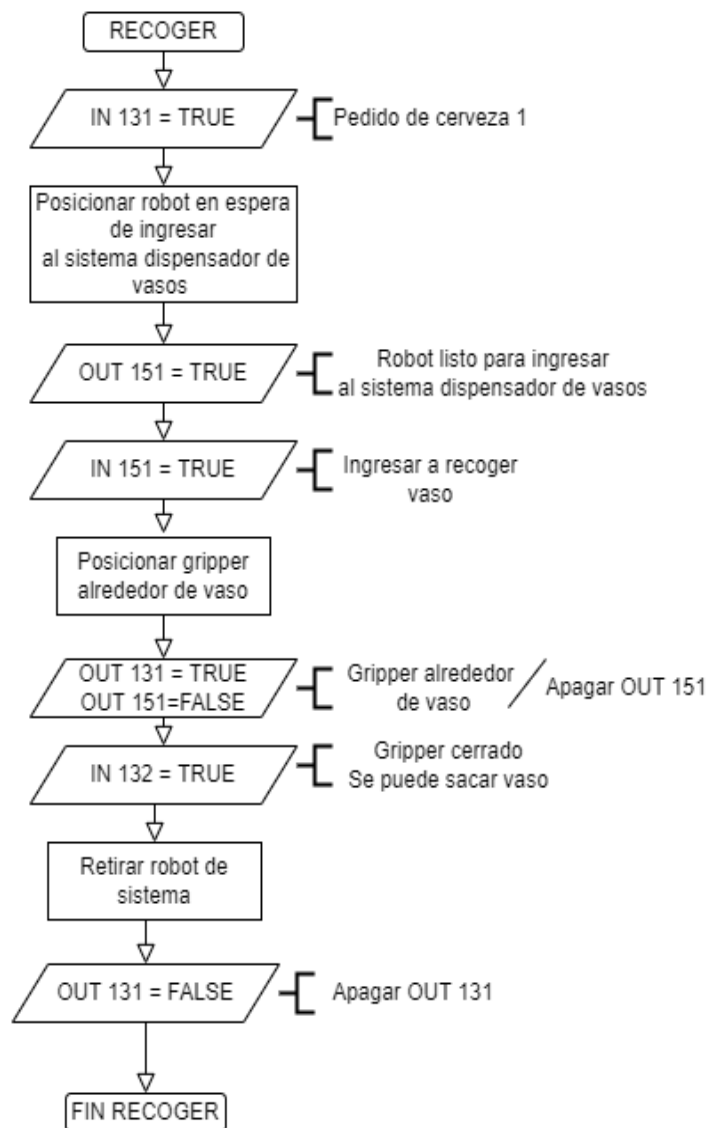 RECOGER
IN 131 = TRUE
Pedido de cerveza 1
Posicionar robot en espera
de ingresar
al sistema dispensador de
vasos
OUT 151 = TRUE
Robot listo para ingresar
al sistema dispensador de vasos
IN 151 = TRUE
Ingresar a recoger
vaso
Posicionar gripper
alrededor de vaso
OUT 131 = TRUE
OUT 151=FALSE
Gripper alrededor
de vaso
Apagar OUT 151
IN 132 = TRUE
Gripper cerrado
Se puede sacar vaso
Retirar robot de
sistema
OUT 131 = FALSE
Apagar OUT 131
FIN RECOGER